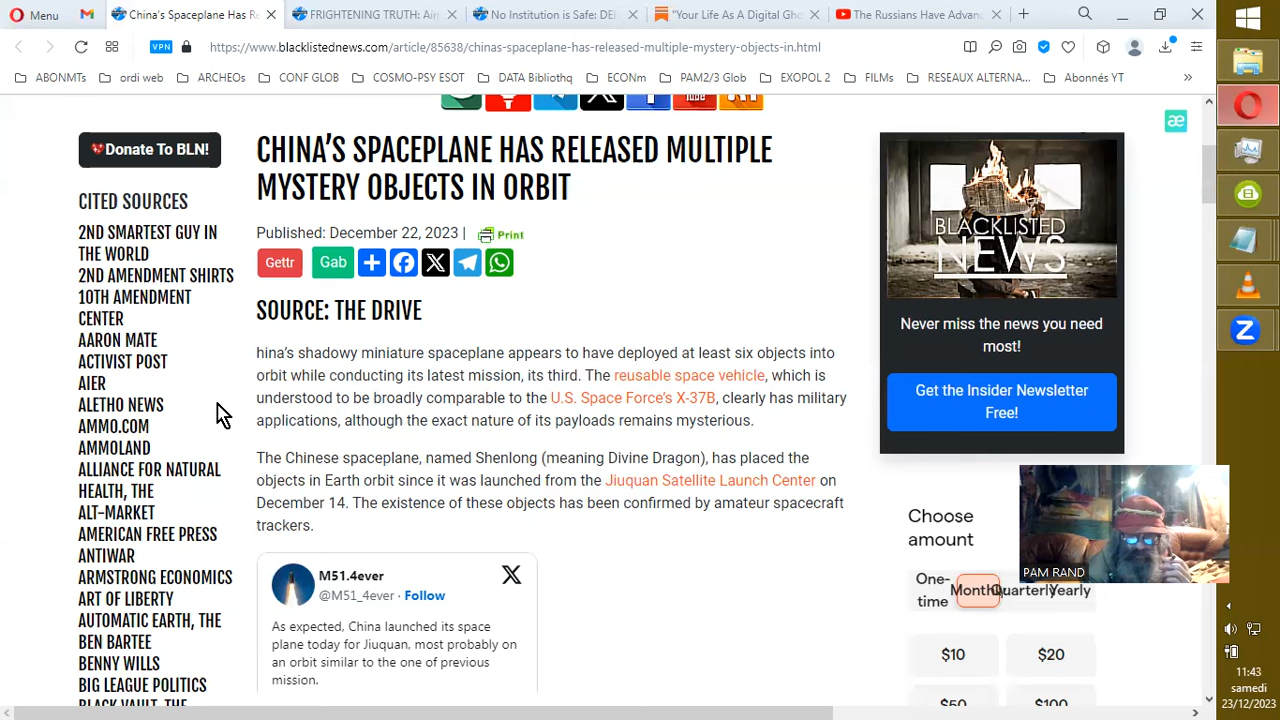 Menu
China's Spaceplane Has Re
FRIGHTENING TRUTH: Air
No Institution is Safe: DEI
"Your Life As A Digital Gho
The Russians Have Advan
VPN
https://www.blacklistednews.com/article/85638/chinas-spaceplane-has-released-multiple-mystery-objects-in.html
ABONMTs
ordi web
ARCHEOs
CONF GLOB
COSMO-PSY ESOT
DATA Bibliothq
ECONm
PAM2/3 Glob
EXOPOL 2
FILMs
RESEAUX ALTERNA...
Abonnés YT
»
Donate To BLN!
CITED SOURCES
2ND SMARTEST GUY IN
THE WORLD
2ND AMENDMENT SHIRTS
10TH AMENDMENT
CENTER
AARON MATE
ACTIVIST POST
AIER
ALETHO NEWS
AMMO.COM
AMMOLAND
ALLIANCE FOR NATURAL
HEALTH, THE
ALT-MARKET
AMERICAN FREE PRESS
ANTIWAR
ARMSTRONG ECONOMICS
ART OF LIBERTY
AUTOMATIC EARTH, THE
BEN BARTEE
BENNY WILLS
BIG LEAGUE POLITICS
BLACK VAULT, THE
CHINA'S SPACEPLANE HAS RELEASED MULTIPLE
MYSTERY OBJECTS IN ORBIT
Published: December 22, 2023 | Print
Gettr
Gab
SOURCE: THE DRIVE
hina's shadowy miniature spaceplane appears to have deployed at least six objects into
orbit while conducting its latest mission, its third. The reusable space vehicle, which is
understood to be broadly comparable to the U.S. Space Force's X-37B, clearly has military
applications, although the exact nature of its payloads remains mysterious.
The Chinese spaceplane, named Shenlong (meaning Divine Dragon), has placed the
objects in Earth orbit since it was launched from the Jiuquan Satellite Launch Center on
December 14. The existence of these objects has been confirmed by amateur spacecraft
trackers.
M51.4ever
@M51_4ever · Follow
As expected, China launched its space
plane today for Jiuquan, most probably on
an orbit similar to the one of previous
mission.
æ
BLACKLISTED
NEWS
Never miss the news you need
most!
Get the Insider Newsletter
Free!
Choose
amount
One-
time
Monthly
Quarterly
Yearly
$10
$20
$50
$100
PAM RAND
11:43
samedi
23/12/2023